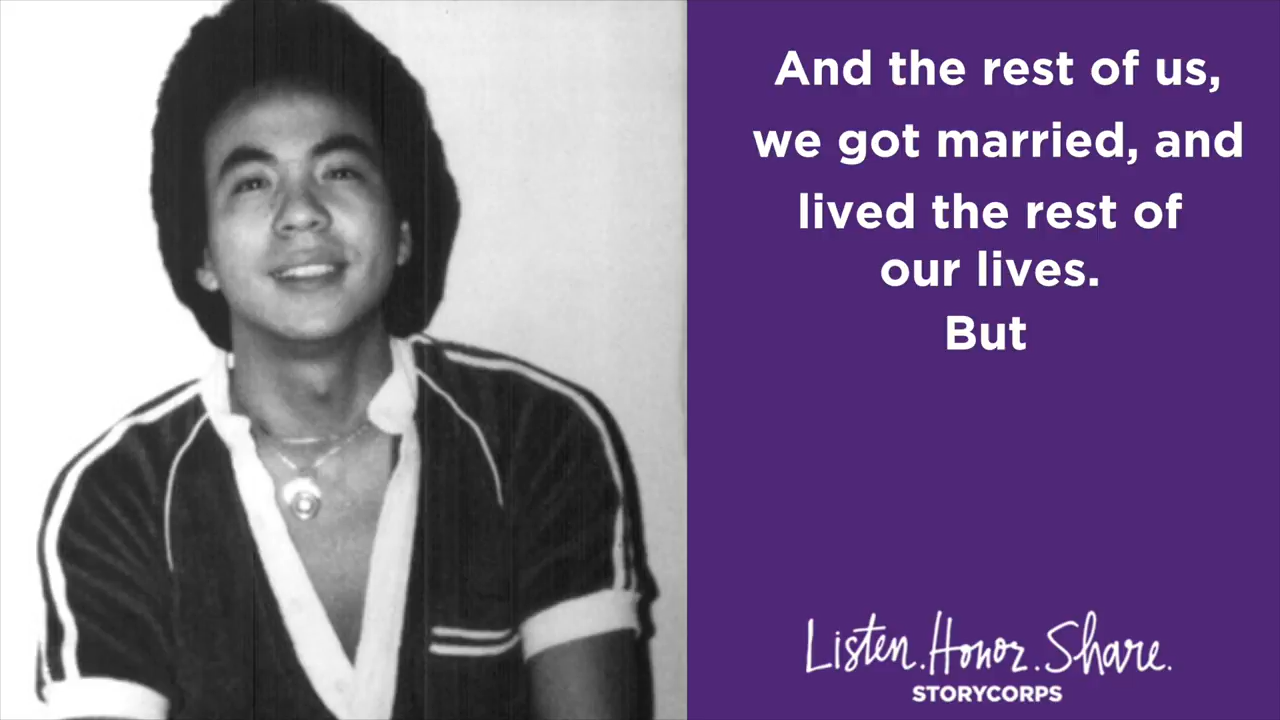 And the rest of us,
we got married, and
lived the rest of
our lives.
But
Listen.Honor.Share.
STORYCORPS